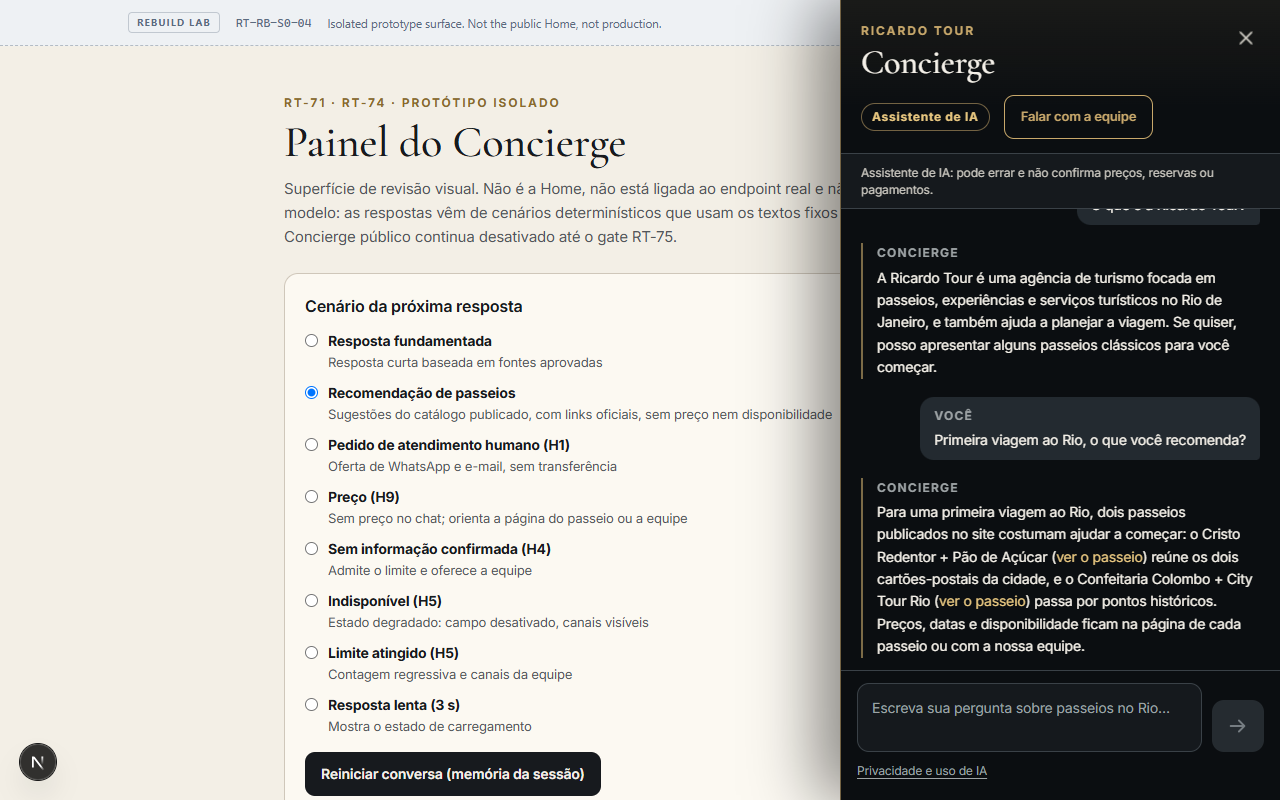 REBUILD LAB RT-RB-S0-04 Isolated prototype surface. Not the public Home, not production.
RT-71 · RT-74 · PROTÓTIPO ISOLADO
Painel do Concierge
Superfície de revisão visual. Não é a Home, não está ligada ao endpoint real e
modelo: as respostas vêm de cenários determinísticos que usam os textos fixos
Concierge público continua desativado até o gate RT-75.
Cenário da próxima resposta
Resposta fundamentada
Resposta curta baseada em fontes aprovadas
Recomendação de passeios
Sugestões do catálogo publicado, com links oficiais, sem preço nem disponibilidade
Pedido de atendimento humano (H1)
Oferta de WhatsApp e e-mail, sem transferência
Preço (H9)
Sem preço no chat; orienta a página do passeio ou a equipe
Sem informação confirmada (H4)
Admite o limite e oferece a equipe
Indisponível (H5)
Estado degradado: campo desativado, canais visíveis
Limite atingido (H5)
Contagem regressiva e canais da equipe
Resposta lenta (3 s)
Mostra o estado de carregamento
Reiniciar conversa (memória da sessão)
N
RICARDO TOUR
Concierge
Assistente de IA
Falar com a equipe
Assistente de IA: pode errar e não confirma preços, reservas ou
pagamentos.
CONCIERGE
A Ricardo Tour é uma agência de turismo focada em
passeios, experiências e serviços turísticos no Rio de
Janeiro, e também ajuda a planejar a viagem. Se quiser,
posso apresentar alguns passeios clássicos para você
começar.
VOCÊ
Primeira viagem ao Rio, o que você recomenda?
CONCIERGE
Para uma primeira viagem ao Rio, dois passeios
publicados no site costumam ajudar a começar: o Cristo
Redentor + Pão de Açúcar (ver o passeio) reúne os dois
cartões-postais da cidade, e o Confeitaria Colombo + City
Tour Rio (ver o passeio) passa por pontos históricos.
Preços, datas e disponibilidade ficam na página de cada
passeio ou com a nossa equipe.
Escreva sua pergunta sobre passeios no Rio...
Privacidade e uso de IA